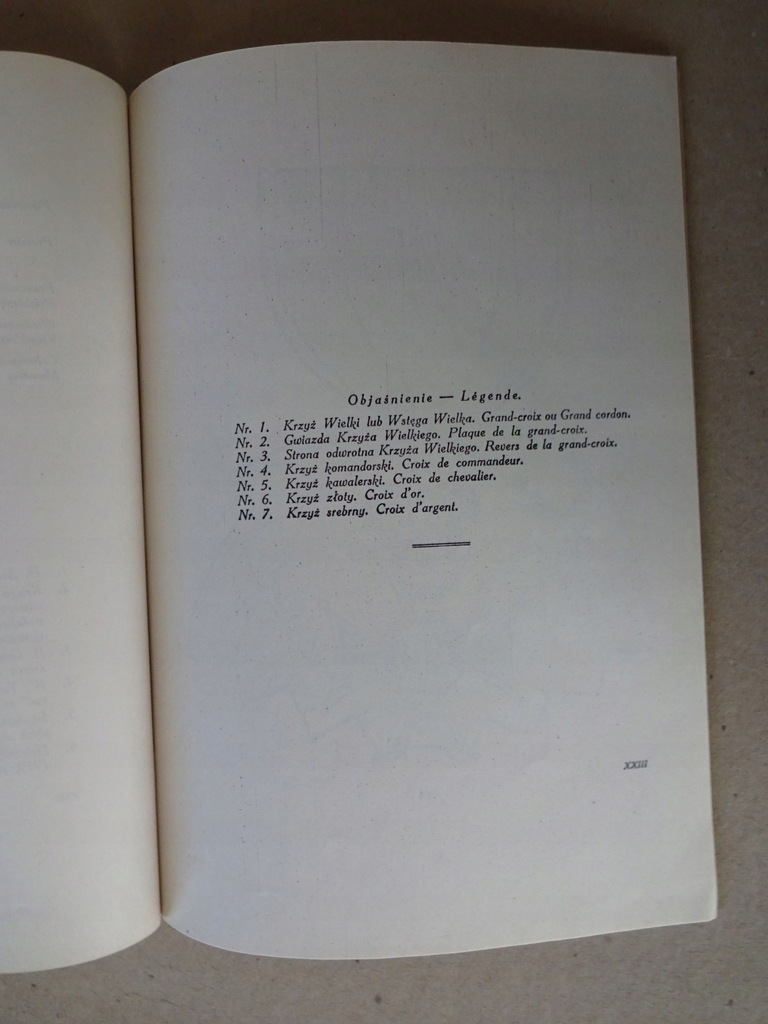 Objaśnienie — Légende.
Nr. 1. Krzyż Wielki lub Wstęga Wielka. Grand-croix ou Grand cordon.
Nr. 2. Gwiazda Krzyża Wielkiego. Plaque de la grand-croix.
Nr. 3. Strona odwrotna Krzyża Wielkiego. Revers de la grand-croix.
Nr. 4. Krzyż komandorski. Croix de commandeur.
Nr. 5. Krzyż kawalerski. Croix de chevalier.
Nr. 6. Krzyż złoty. Croix d'or.
Nr. 7. Krzyż srebrny. Croix d'argent.
XXIII